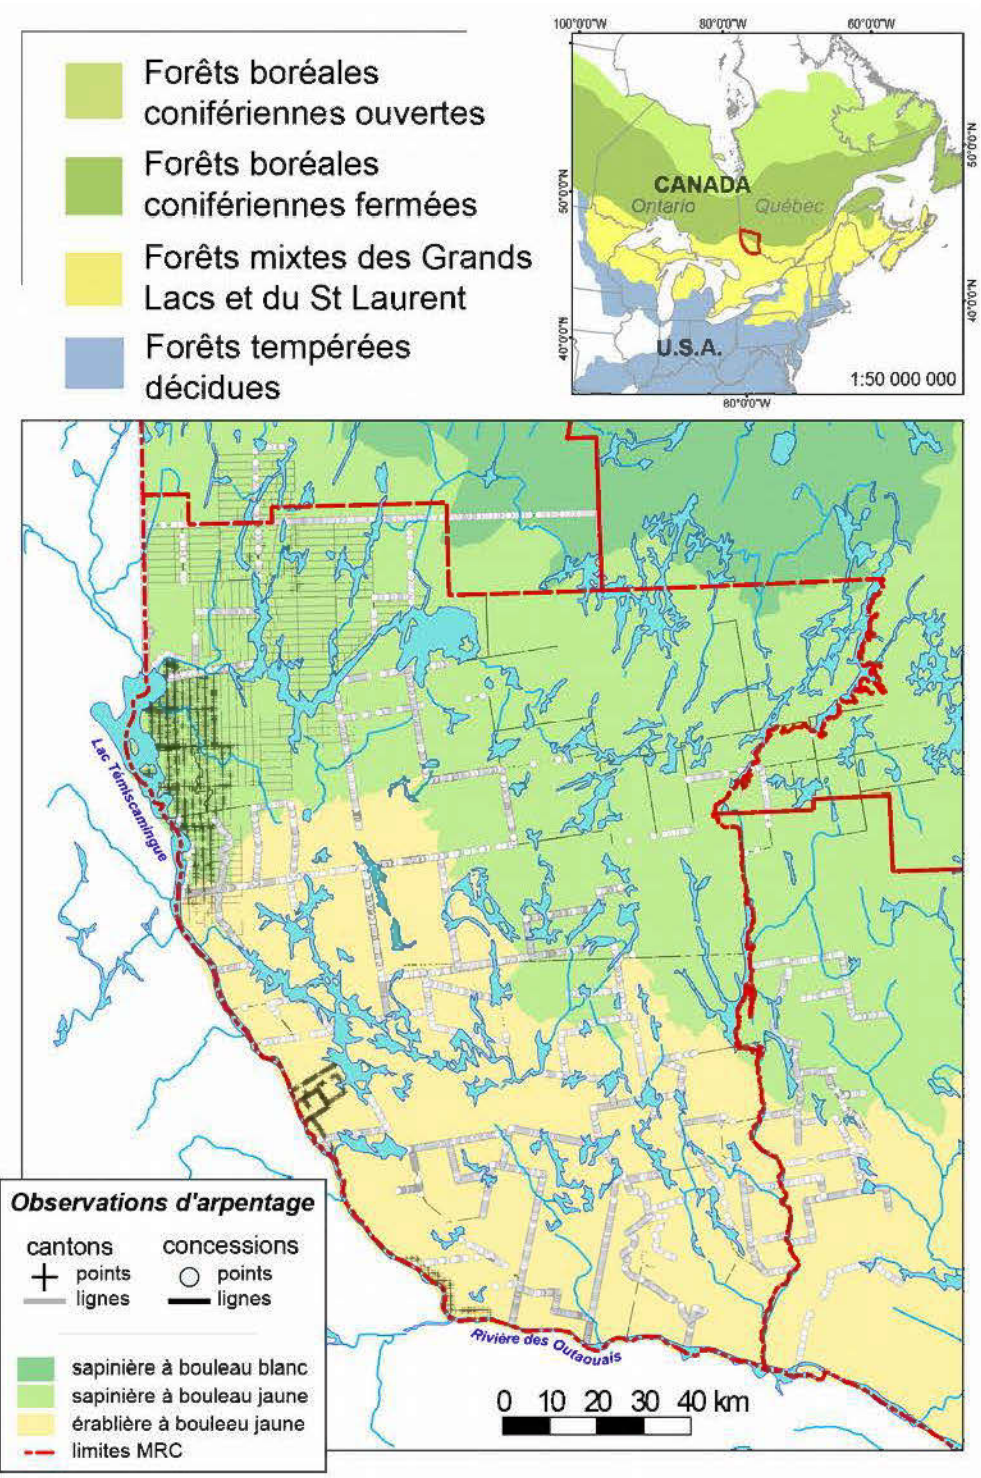 Forêts boréales
conifériennes ouvertes
Forêts boréales
conifériennes fermées
Forêts mixtes des Grands
Lacs et du St Laurent
Forêts tempérées
décidues
100°0'0"W 80°0'0"W 60°0'0"W
50°0'0"N
50°0'0"N
CANADA
Ontario Québec
40°0'0"N
40°0'0"N
U.S.A.
1:50 000 000
80°0'0"W
Lac Témiscamingue
Rivière des Outaouais
Observations d'arpentage
cantons concessions
points points
lignes lignes
sapinière à bouleau blanc
sapinière à bouleau jaune
érablière à bouleau jaune
limites MRC
0 10 20 30 40 km